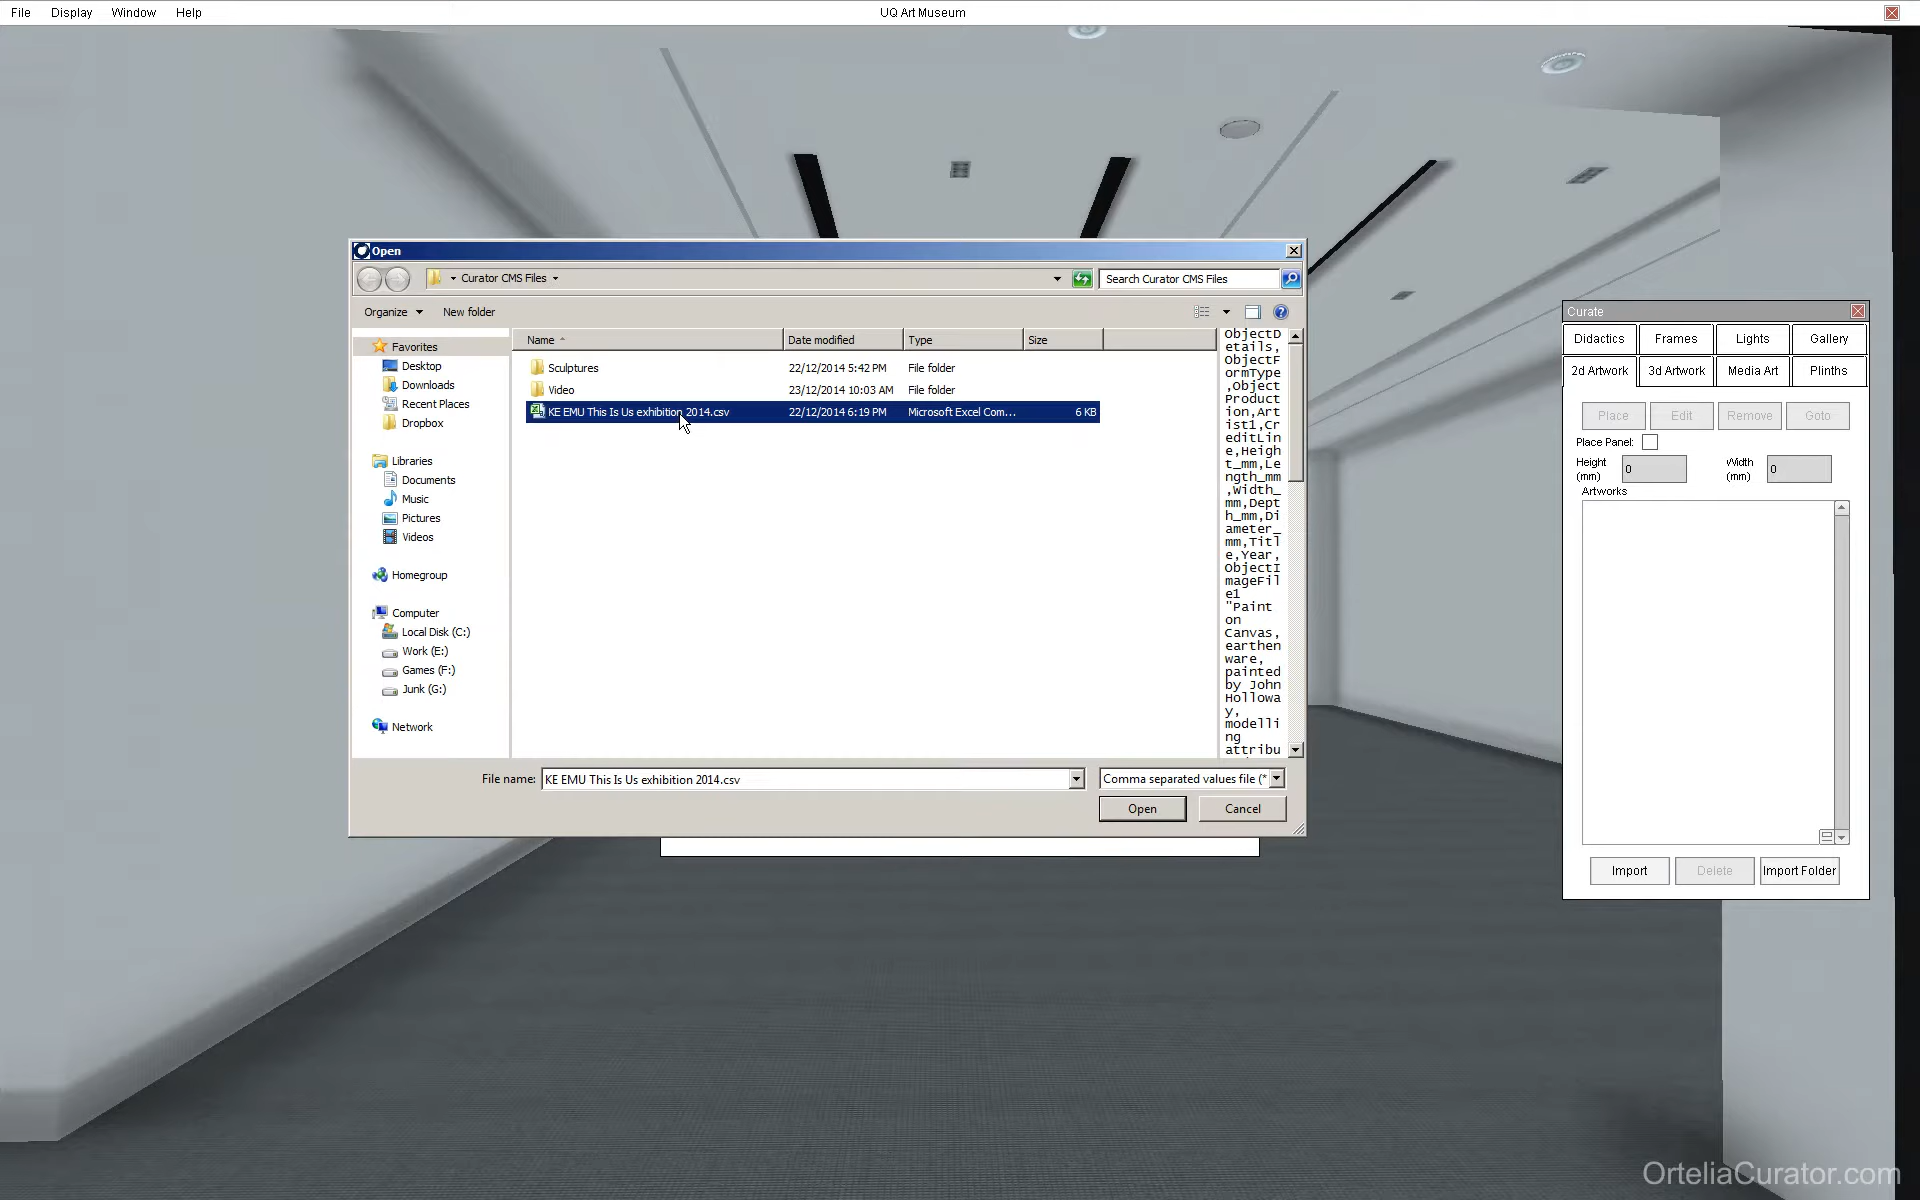 File Display Window Help
UQ Art Museum
Open
Curator CMS Files
Search Curator CMS Files
Organize
New folder
Favorites
Desktop
Downloads
Recent Places
Dropbox
Libraries
Documents
Music
Pictures
Videos
Homegroup
Computer
Local Disk (C:)
Work (E:)
Games (F:)
Junk (G:)
Network
Name Date modified Type Size
Sculptures 22/12/2014 5:42 PM File folder
Video 23/12/2014 10:03 AM File folder
KE EMU This Is Us exhibition 2014.csv 22/12/2014 6:19 PM Microsoft Excel Com... 6 KB
ObjectD
etails,
ObjectF
ormType
,Object
Product
ion,Art
ist1,Cr
editLin
e,Heigh
t_mm,Le
ngth_mm
,Width_
mm,Dept
h_mm,Di
ameter_
mm,Titl
e,Year,
ObjectI
mageFil
e1
"Paint
on
Canvas,
earthen
ware,
painted
by John
Hollowa
y,
modelli
ng
attribu
File name: KE EMU This Is Us exhibition 2014.csv
Comma separated values file (*
Open Cancel
Curate
Didactics Frames Lights Gallery
2d Artwork 3d Artwork Media Art Plinths
Place Edit Remove Goto
Place Panel:
Height (mm) 0 Width (mm) 0
Artworks
Import Delete Import Folder
OrteliaCurator.com